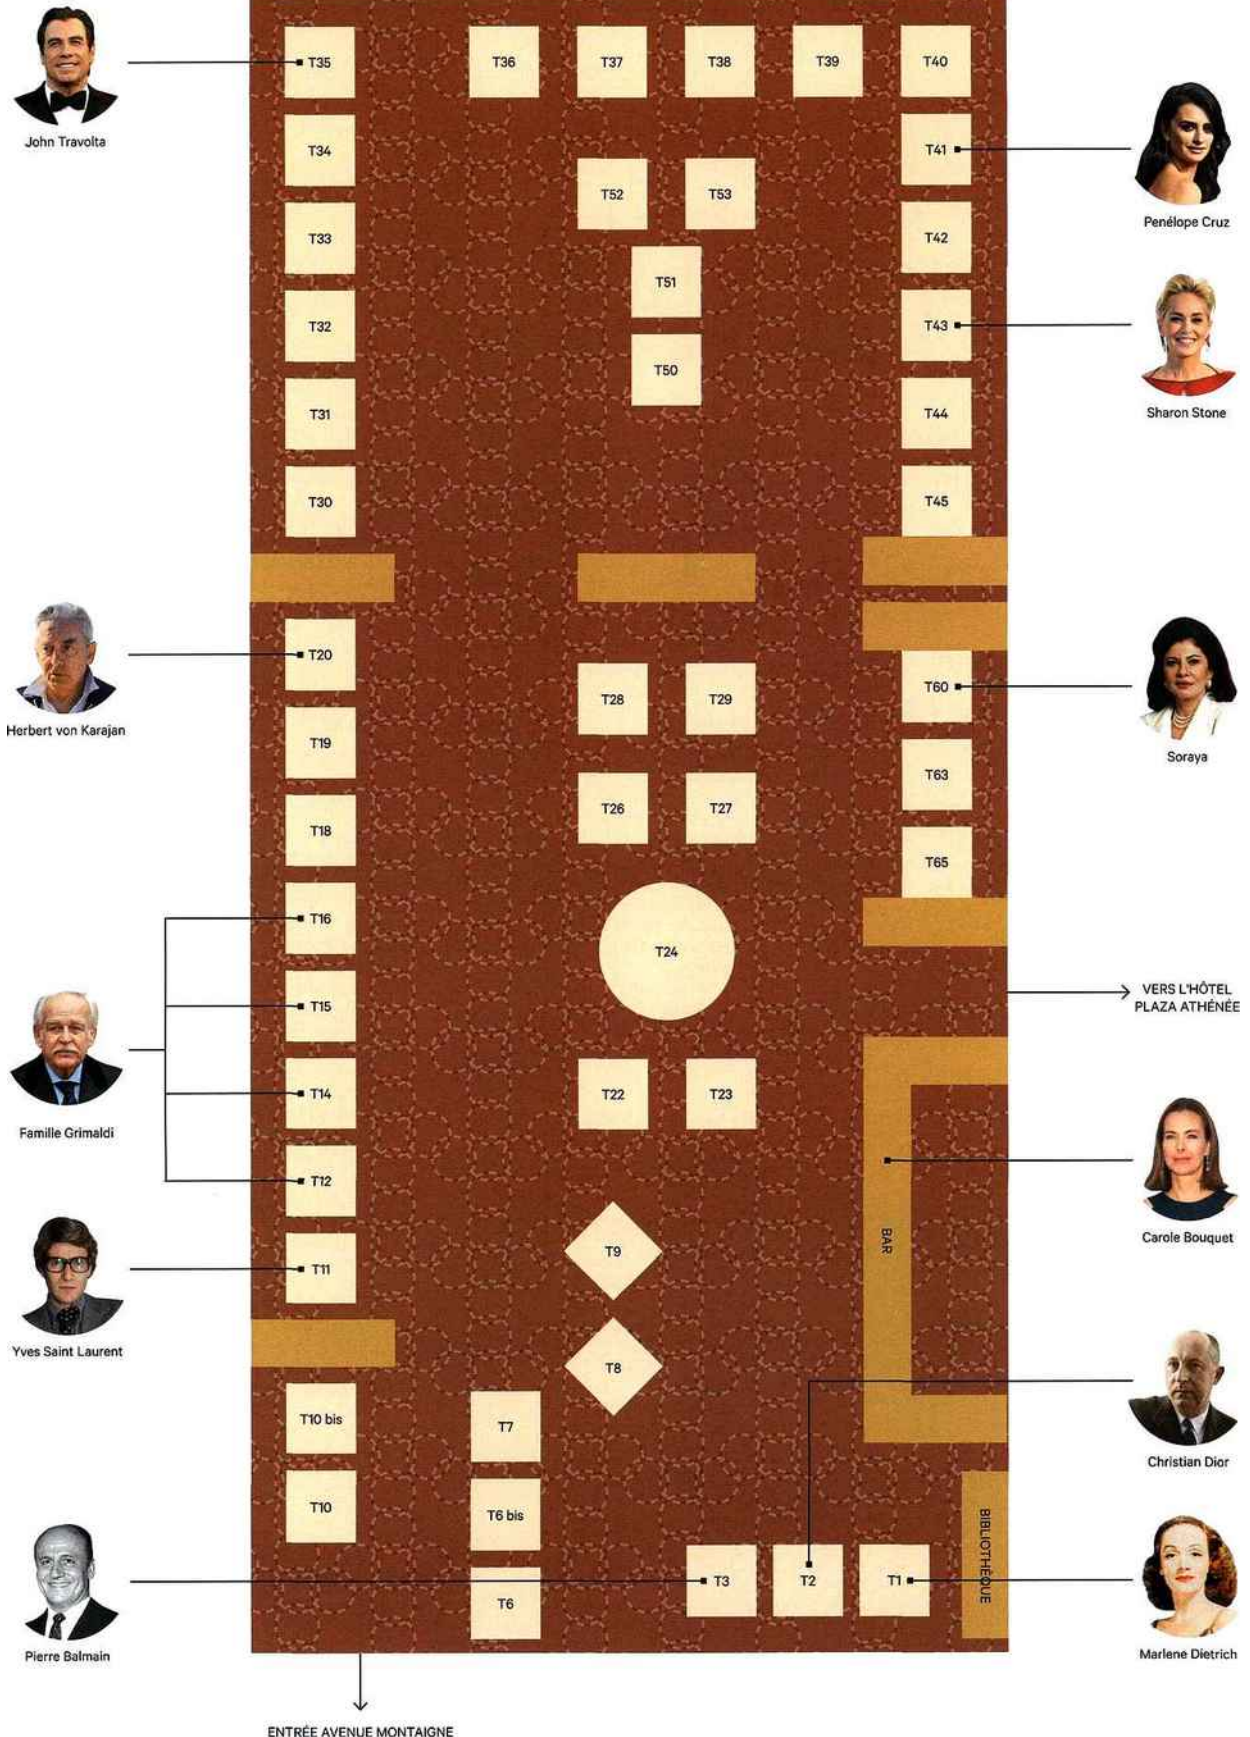 T35
T36
T37
T38
T39
T40
John Travolta
T34
T41
T52
T53
Penélope Cruz
T33
T42
T51
T32
T43
T50
Sharon Stone
T31
T44
T30
T45
T20
T60
T28
T29
Herbert von Karajan
Soraya
T19
T63
T26
T27
T18
T65
T16
T24
T15
VERS L'HÔTEL
PLAZA ATHÉNÉE
T14
T22
T23
Famille Grimaldi
T12
Carole Bouquet
BAR
T9
T11
Yves Saint Laurent
T8
T10 bis
T7
Christian Dior
T10
T6 bis
BIBLIOTHÈQUE
T3
T2
T1
T6
Pierre Balmain
Marlene Dietrich
ENTRÉE AVENUE MONTAIGNE